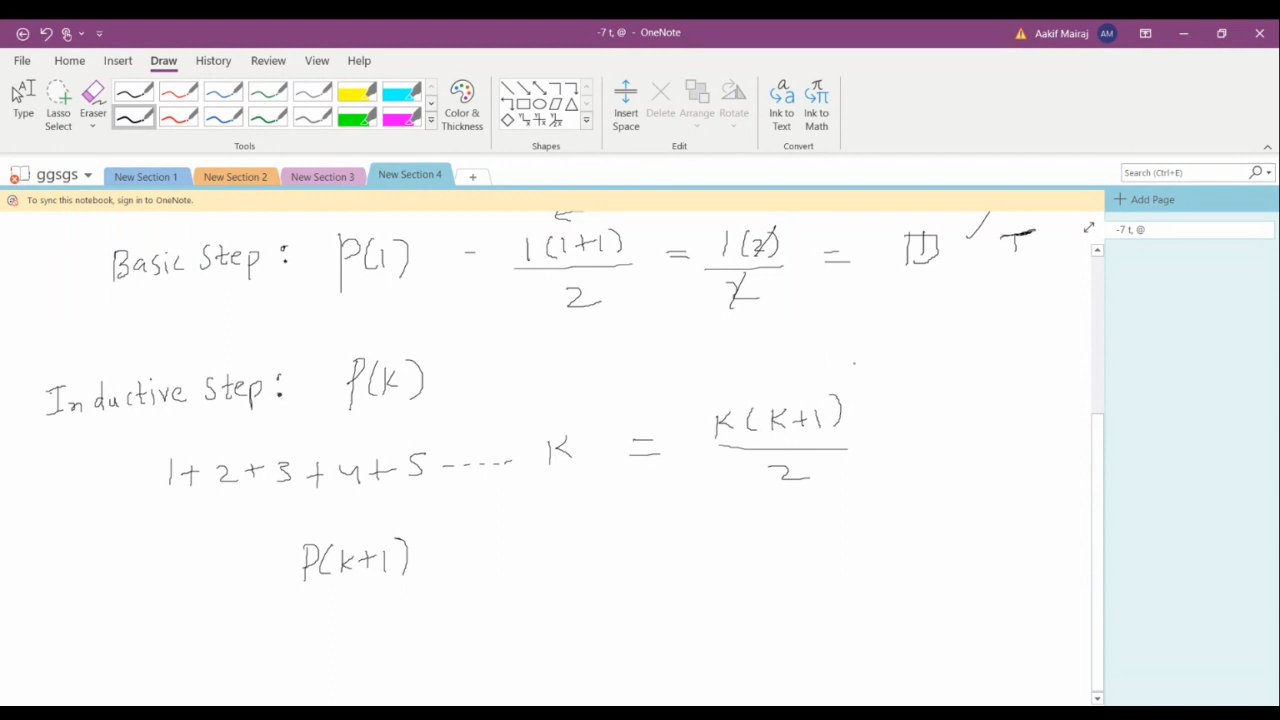 -7 t, @ - OneNote
Aakif Mairaj AM
File Home Insert Draw History Review View Help
Type
Lasso Select
Eraser
Color & Thickness
Insert Space
Delete
Arrange
Rotate
Ink to Text
Ink to Math
Tools
Shapes
Edit
Convert
ggsgs
New Section 1
New Section 2
New Section 3
New Section 4
Search (Ctrl+E)
To sync this notebook, sign in to OneNote.
Add Page
-7 t, @
Basic Step: P(1) - 1(1+1)/2 = 1(2)/2 = 1 ✓ T
Inductive Step: P(K)
1+2+3+4+5 ----- K = K(K+1)/2
P(K+1)